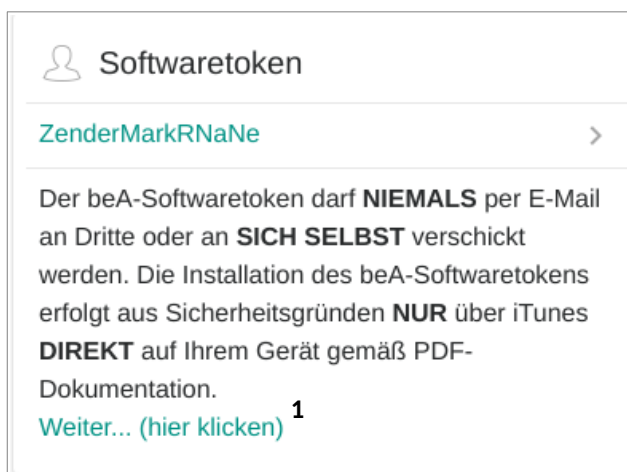 Softwaretoken
ZenderMarkRNaNe
Der beA-Softwaretoken darf NIEMALS per E-Mail
an Dritte oder an SICH SELBST verschickt
werden. Die Installation des beA-Softwaretokens
erfolgt aus Sicherheitsgründen NUR über iTunes
DIREKT auf Ihrem Gerät gemäß PDF-
Dokumentation.
Weiter... (hier klicken) 1